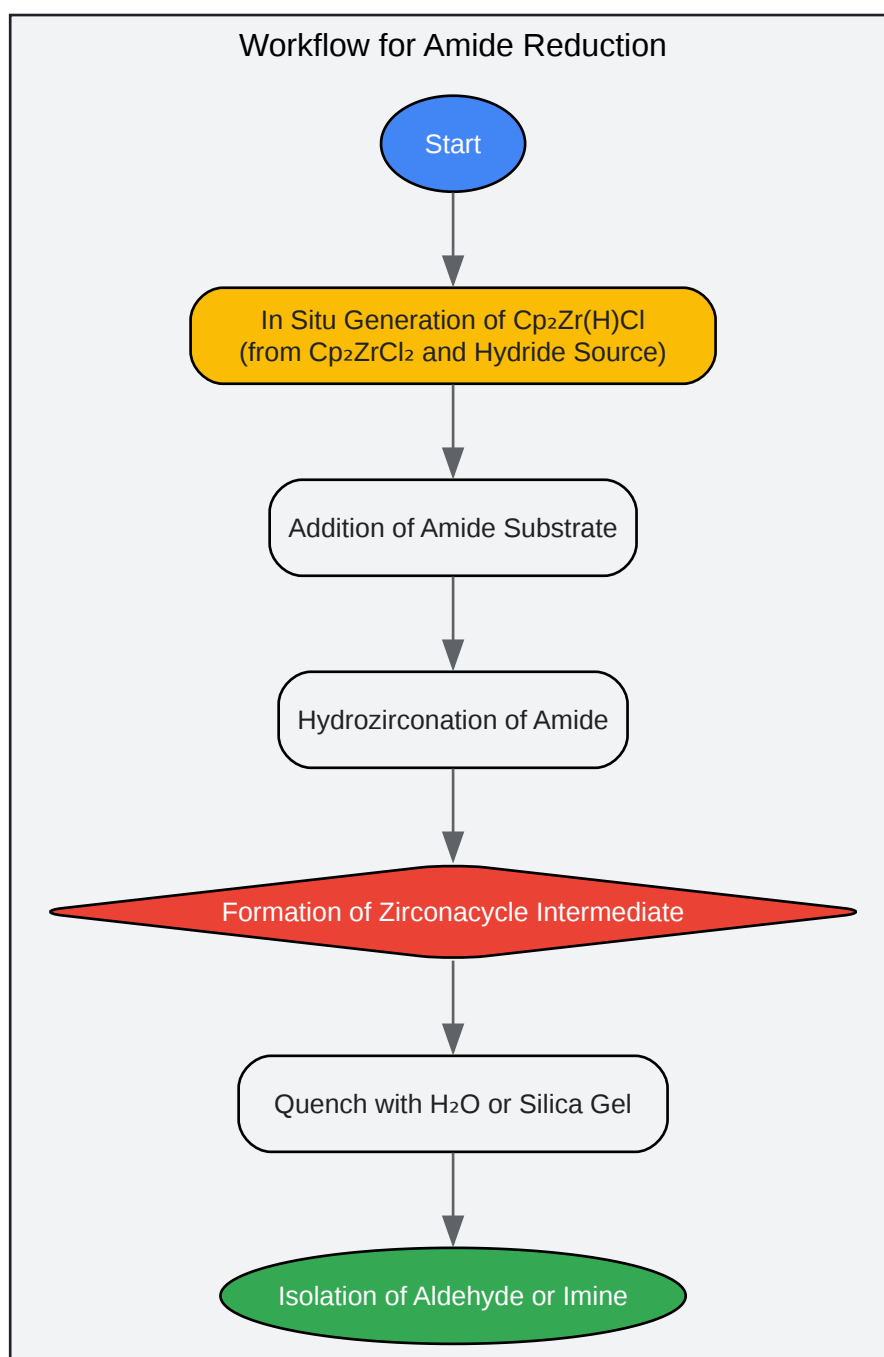 Workflow for Amide Reduction
Start
In Situ Generation of Cp₂Zr(H)Cl
(from Cp₂ZrCl₂ and Hydride Source)
Addition of Amide Substrate
Hydrozirconation of Amide
Formation of Zirconacycle Intermediate
Quench with H₂O or Silica Gel
Isolation of Aldehyde or Imine